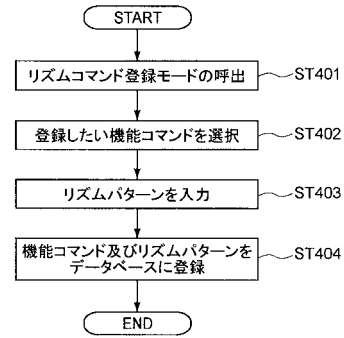 START
リズムコマンド登録モードの呼出
ST401
登録したい機能コマンドを選択
ST402
リズムパターンを入力
ST403
機能コマンド及びリズムパターンを
データベースに登録
ST404
END